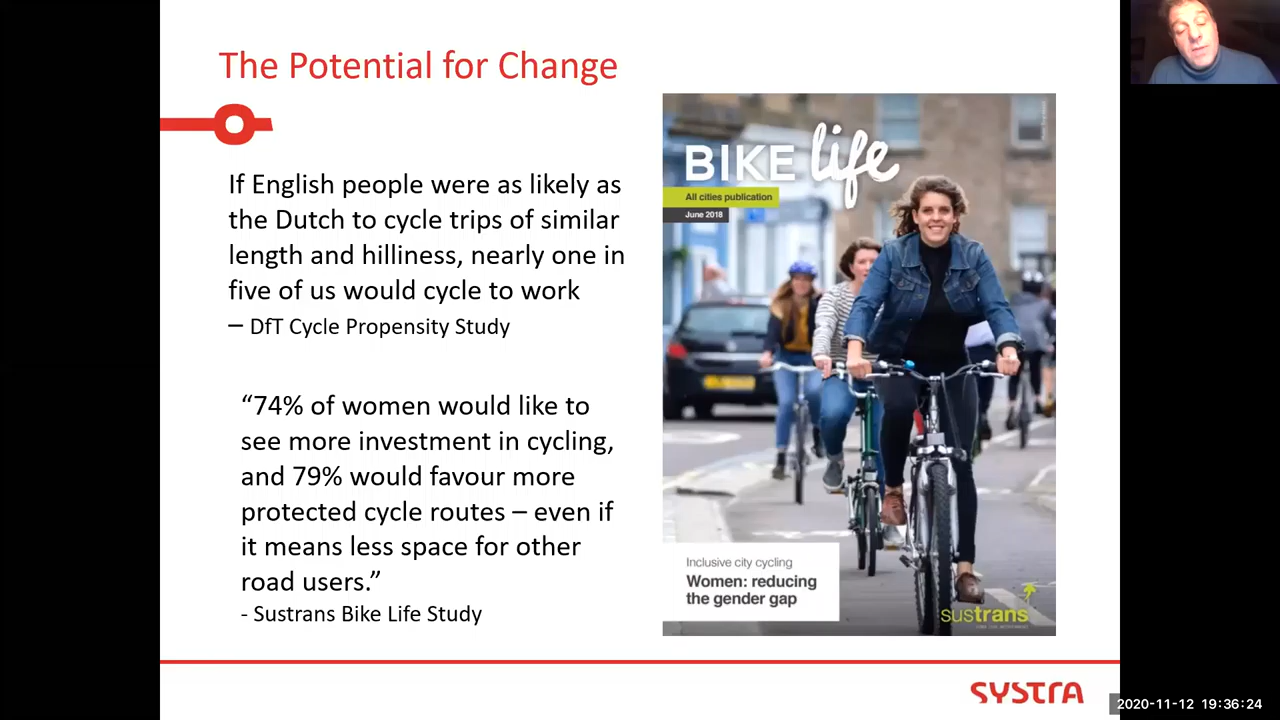 The Potential for Change
If English people were as likely as
the Dutch to cycle trips of similar
length and hilliness, nearly one in
five of us would cycle to work
– DfT Cycle Propensity Study
“74% of women would like to
see more investment in cycling,
and 79% would favour more
protected cycle routes – even if
it means less space for other
road users.”
- Sustrans Bike Life Study
BIKE life
All cities publication
June 2018
Inclusive city cycling
Women: reducing
the gender gap
sustrans
SYSTRA
2020-11-12 19:36:24